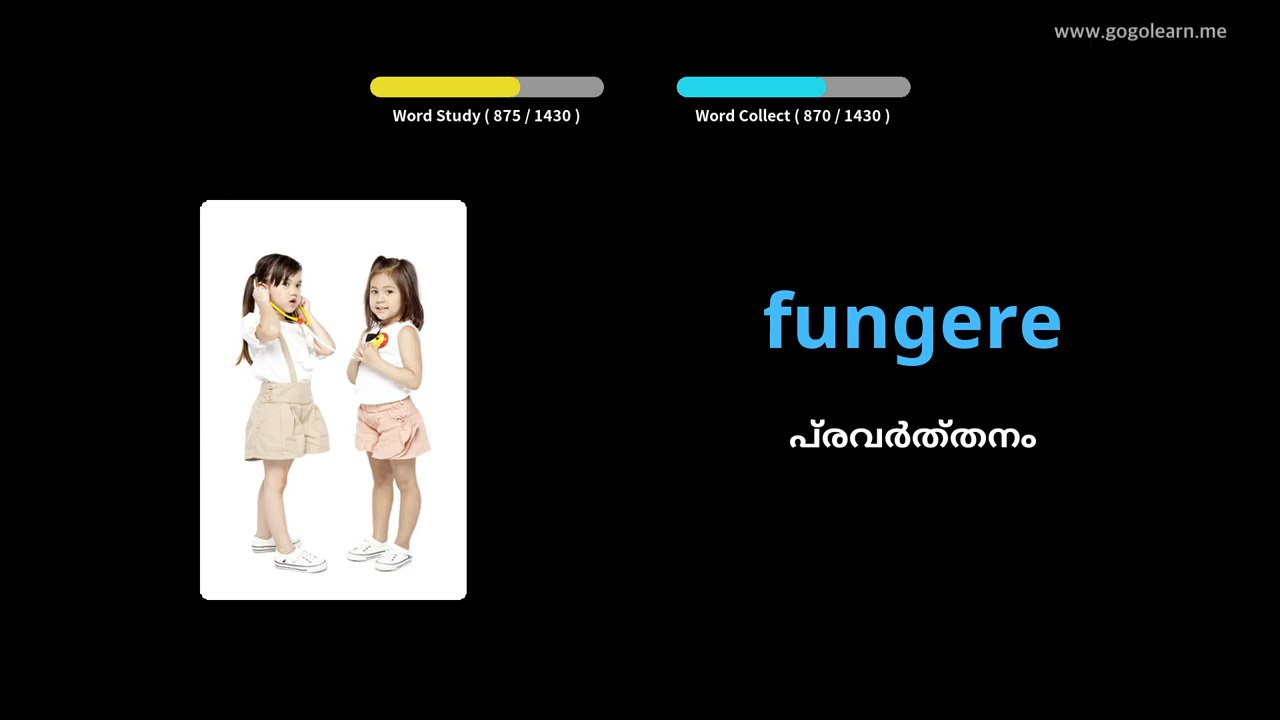 www.gogolearn.me
Word Study ( 875 / 1430 )
Word Collect ( 870 / 1430 )
fungere
പ്രവർത്തനം